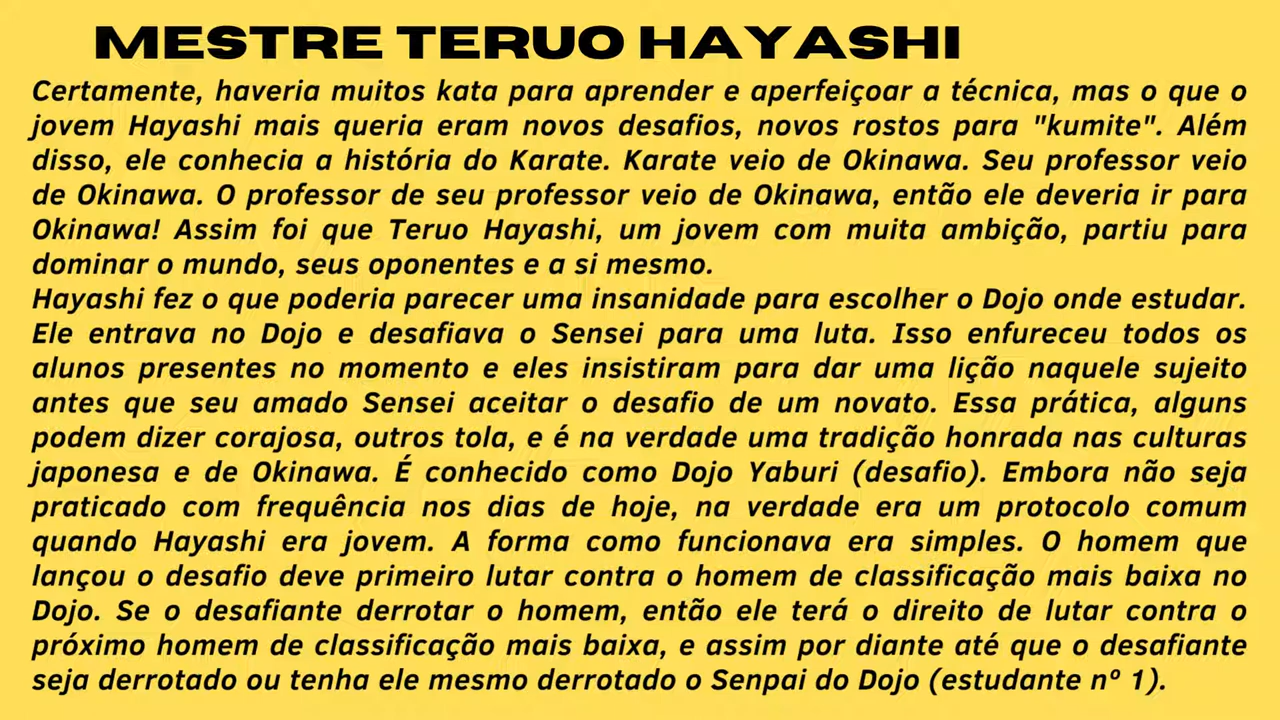 MESTRE TERUO HAYASHI
Certamente, haveria muitos kata para aprender e aperfeiçoar a técnica, mas o que o
jovem Hayashi mais queria eram novos desafios, novos rostos para "kumite". Além
disso, ele conhecia a história do Karate. Karate veio de Okinawa. Seu professor veio
de Okinawa. O professor de seu professor veio de Okinawa, então ele deveria ir para
Okinawa! Assim foi que Teruo Hayashi, um jovem com muita ambição, partiu para
dominar o mundo, seus oponentes e a si mesmo.
Hayashi fez o que poderia parecer uma insanidade para escolher o Dojo onde estudar.
Ele entrava no Dojo e desafiava o Sensei para uma luta. Isso enfureceu todos os
alunos presentes no momento e eles insistiram para dar uma lição naquele sujeito
antes que seu amado Sensei aceitar o desafio de um novato. Essa prática, alguns
podem dizer corajosa, outros tola, e é na verdade uma tradição honrada nas culturas
japonesa e de Okinawa. É conhecido como Dojo Yaburi (desafio). Embora não seja
praticado com frequência nos dias de hoje, na verdade era um protocolo comum
quando Hayashi era jovem. A forma como funcionava era simples. O homem que
lançou o desafio deve primeiro lutar contra o homem de classificação mais baixa no
Dojo. Se o desafiante derrotar o homem, então ele terá o direito de lutar contra o
próximo homem de classificação mais baixa, e assim por diante até que o desafiante
seja derrotado ou tenha ele mesmo derrotado o Senpai do Dojo (estudante nº 1).